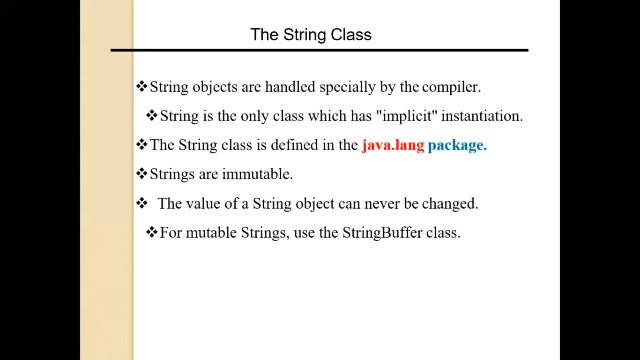 The String Class
❖String objects are handled specially by the compiler.
❖String is the only class which has "implicit" instantiation.
❖The String class is defined in the java.lang package.
❖Strings are immutable.
❖ The value of a String object can never be changed.
❖For mutable Strings, use the StringBuffer class.